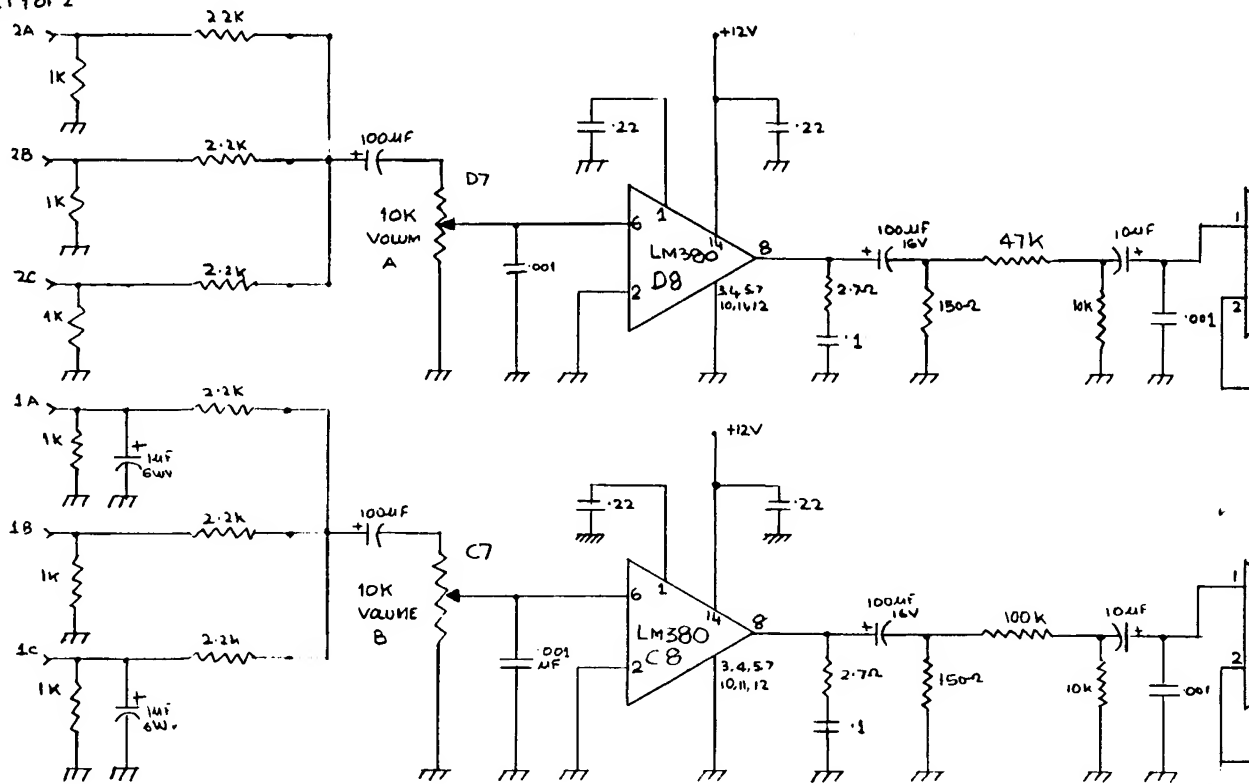 2A
22K
1K
2B
2.2K
1K
2C
2.2K
1K
100µF
+
D7
10K
VOLUM
A
.001
.22
+12V
.22
6
1
14
8
LM380
D8
2
3,4,5,7
10,11,12
2.7Ω
.1
100µF
16V
+
150Ω
47K
10µF
+
10K
.001
1
2
1A
2.2K
1K
+
1µF
6WV
1B
2.2K
1K
1C
2.2K
1K
+
1µF
100µF
+
C7
10K
VOLUME
B
.001
µF
.22
+12V
.22
6
1
14
8
LM380
C8
2
3,4,5,7
10,11,12
2.7Ω
.1
100µF
16V
+
150Ω
100K
10µF
+
10K
.001
1
2